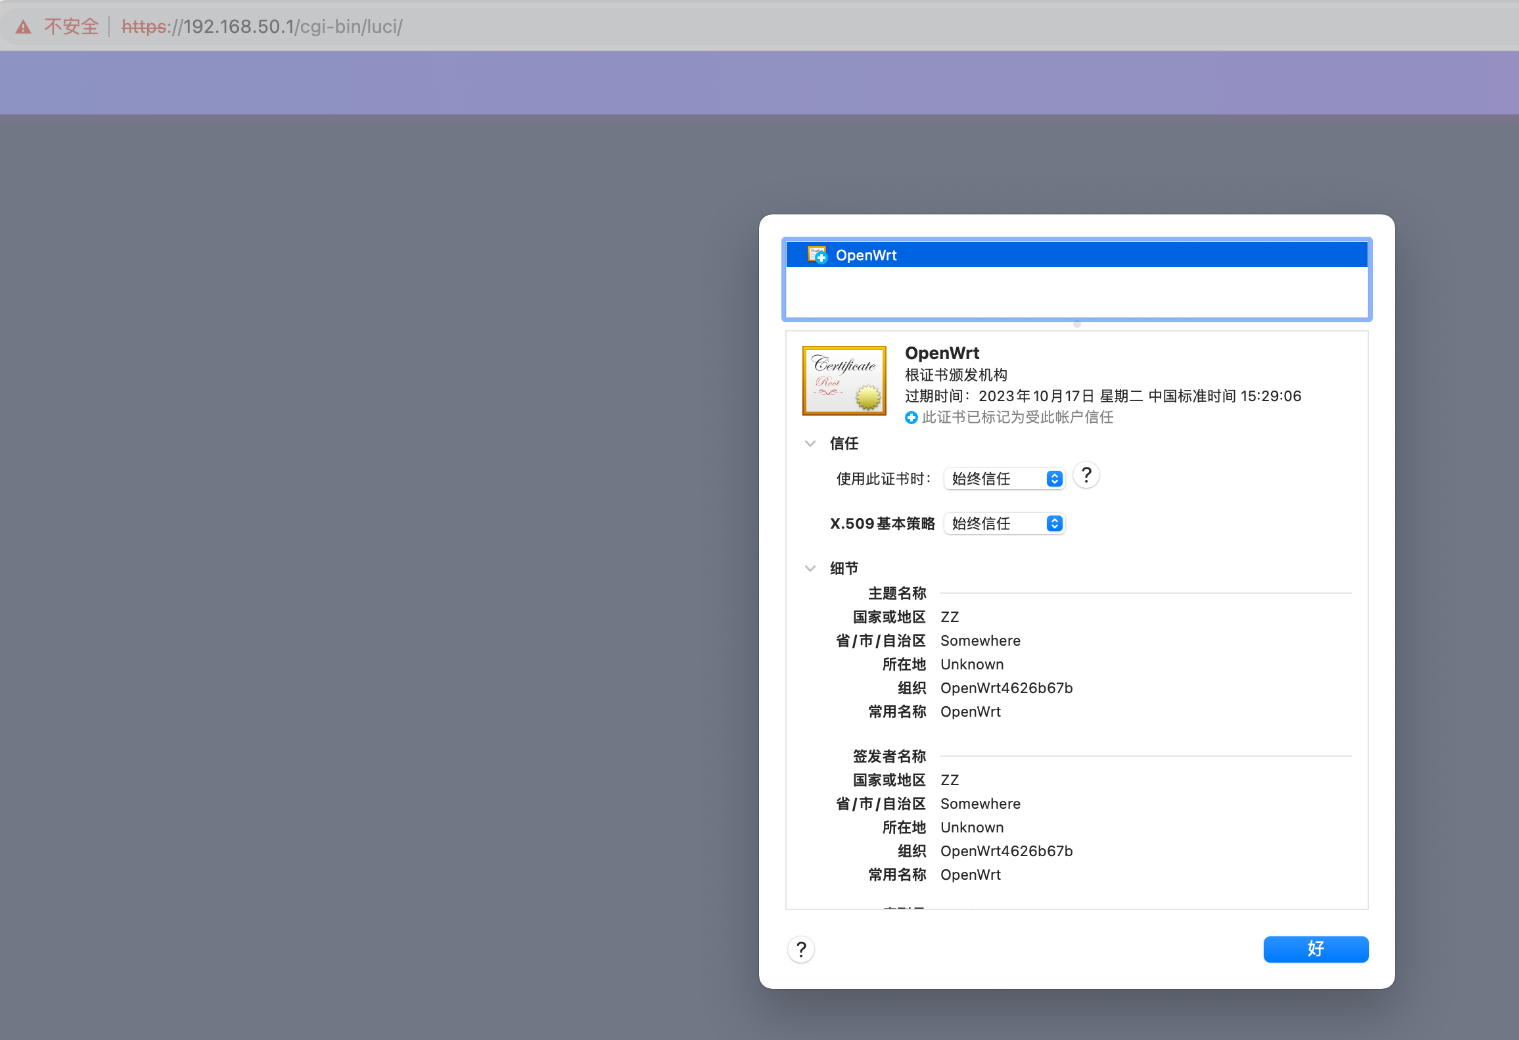 不安全 https://192.168.50.1/cgi-bin/luci/
OpenWrt
Certificate
Root
OpenWrt
根证书颁发机构
过期时间：2023年10月17日 星期二 中国标准时间 15:29:06
此证书已标记为受此帐户信任
信任
使用此证书时： 始终信任 ?
X.509基本策略 始终信任
细节
主题名称
国家或地区 ZZ
省/市/自治区 Somewhere
所在地 Unknown
组织 OpenWrt4626b67b
常用名称 OpenWrt
签发者名称
国家或地区 ZZ
省/市/自治区 Somewhere
所在地 Unknown
组织 OpenWrt4626b67b
常用名称 OpenWrt
? 好